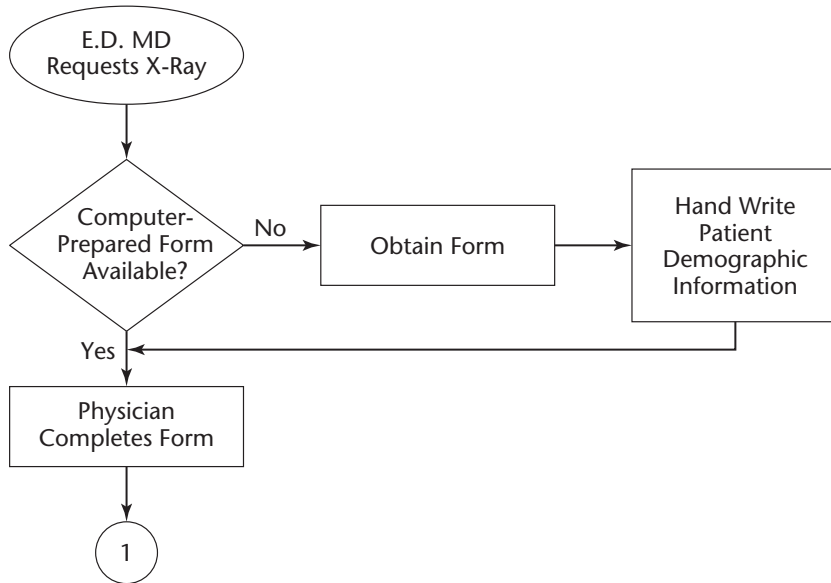 E.D. MD
Requests X-Ray
Computer-
Prepared Form
Available?
No
Obtain Form
Hand Write
Patient
Demographic
Information
Yes
Physician
Completes Form
1